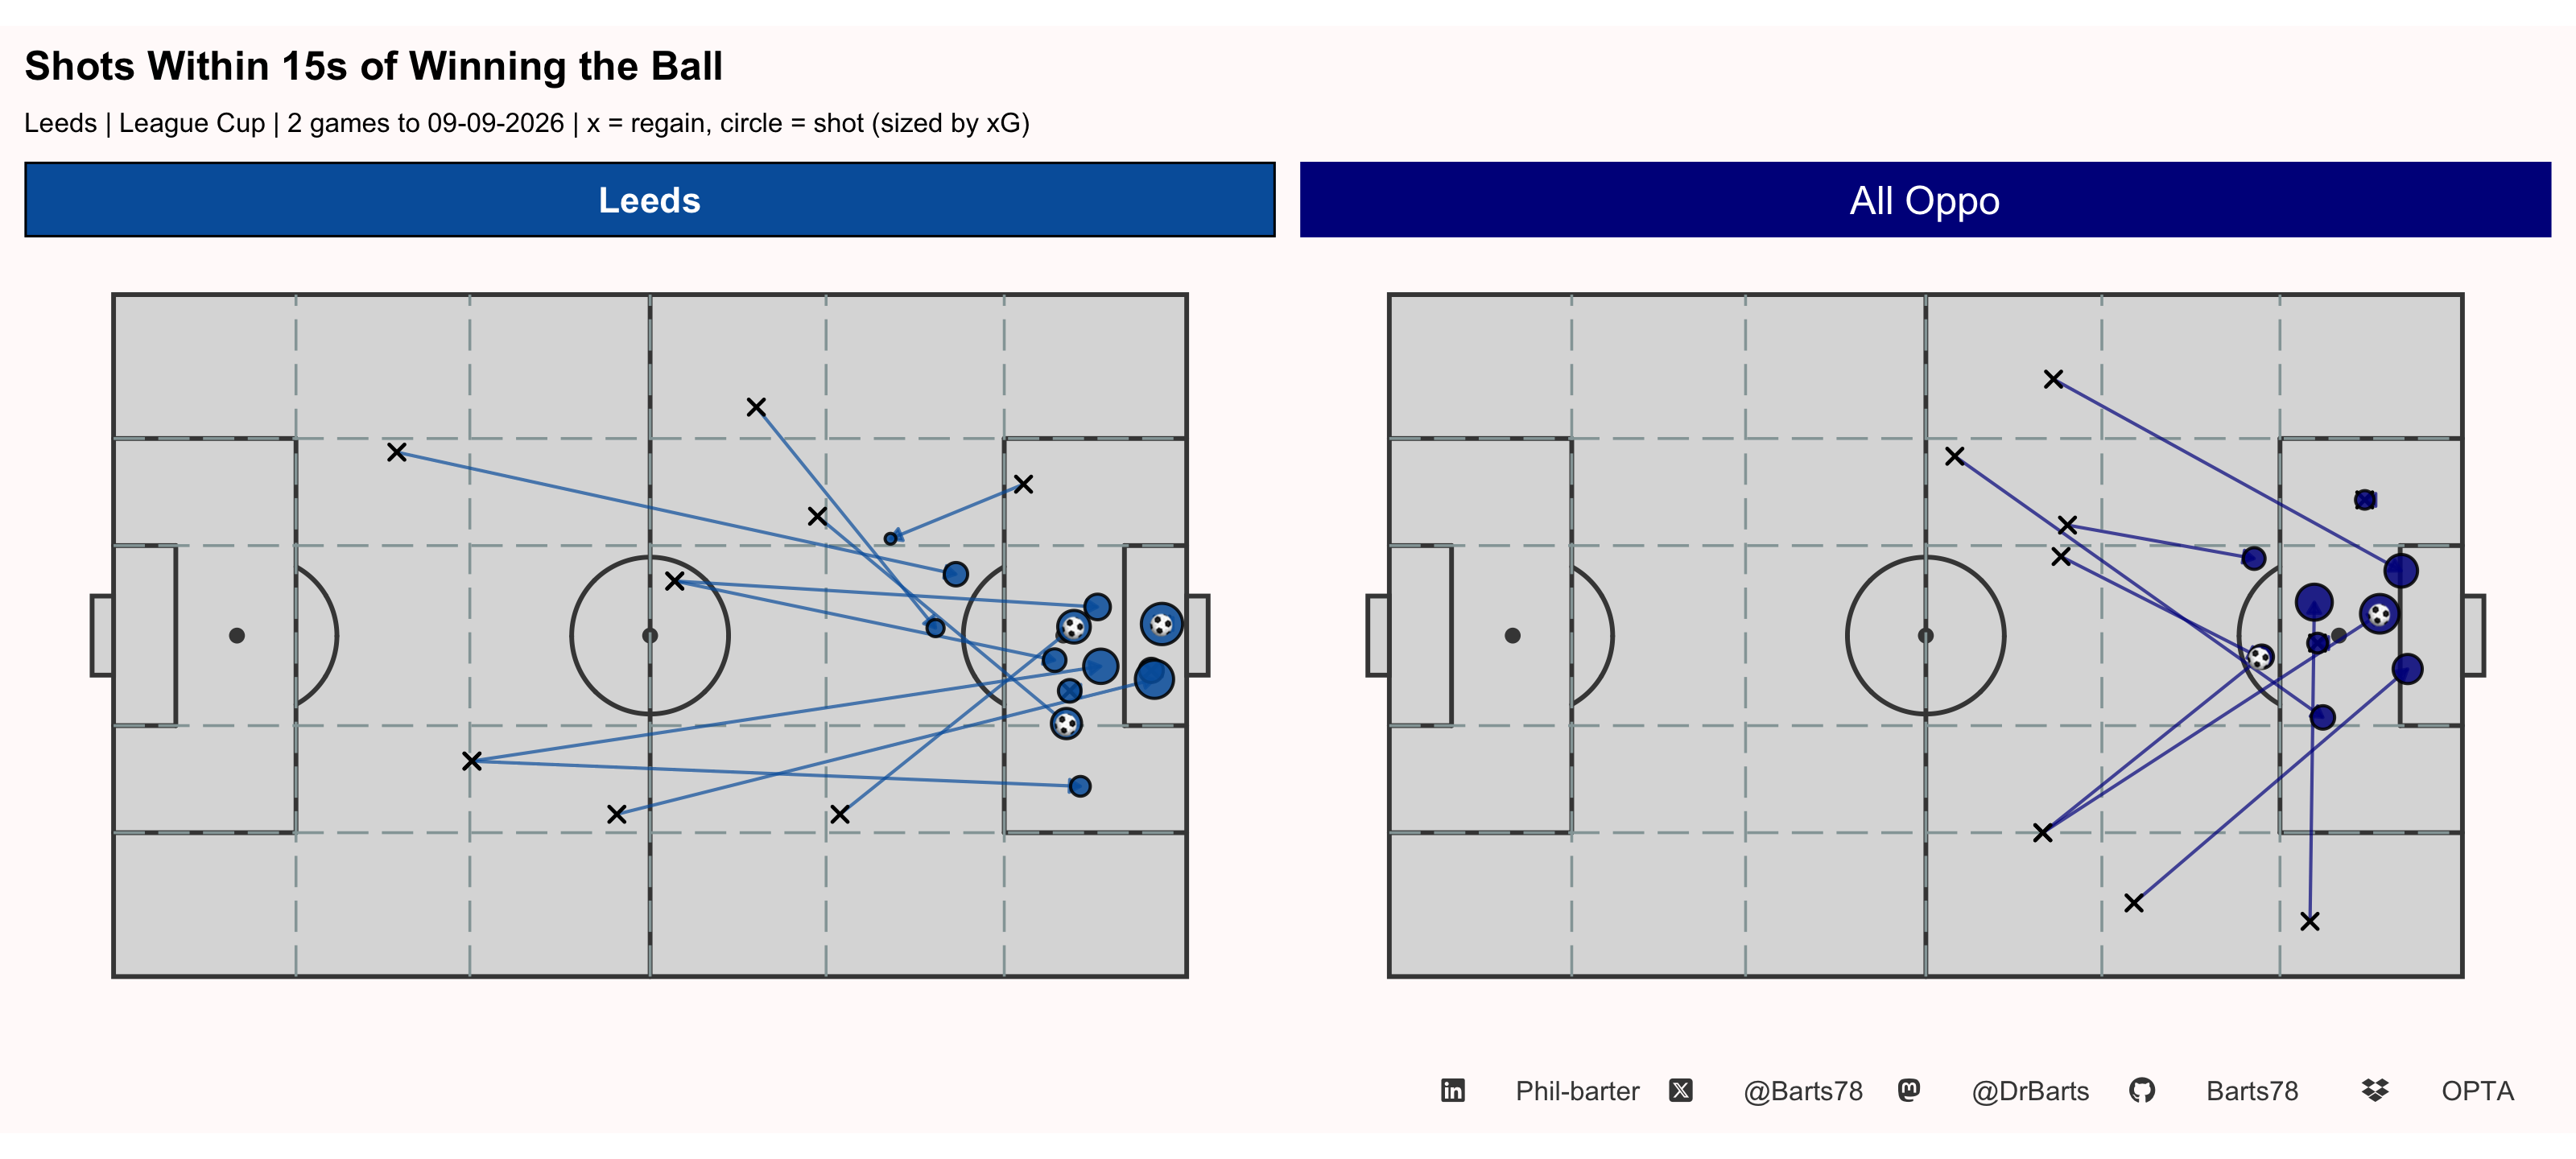 Shots Within 15s of Winning the Ball
Leeds | League Cup | 2 games to 09-09-2026 | x = regain, circle = shot (sized by xG)
Leeds
All Oppo
Phil-barter @Barts78 @DrBarts Barts78 OPTA